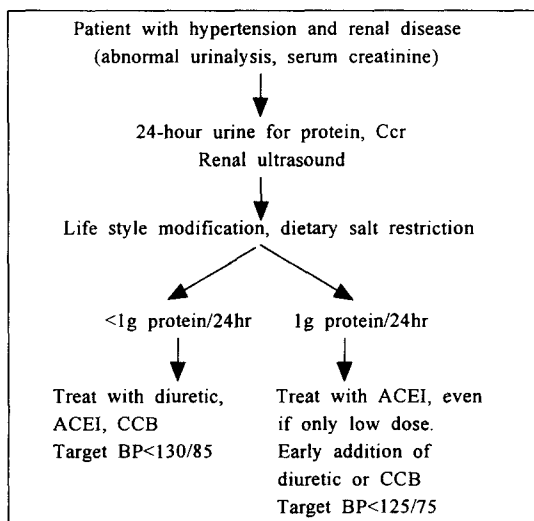 Patient with hypertension and renal disease
(abnormal urinalysis, serum creatinine)
24-hour urine for protein, Ccr
Renal ultrasound
Life style modification, dietary salt restriction
<1g protein/24hr
1g protein/24hr
Treat with diuretic,
ACEI, CCB
Target BP<130/85
Treat with ACEI, even
if only low dose.
Early addition of
diuretic or CCB
Target BP<125/75